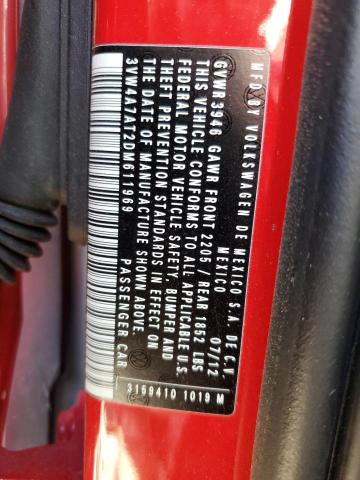 MFD BY VOLKSWAGEN DE MEXICO S.A. DE C.V
MEXICO
GVWR 3946 GAWR FRONT 2205 / REAR 1852 LBS 07/12
THIS VEHICLE CONFORMS TO ALL APPLICABLE U.S.
FEDERAL MOTOR VEHICLE SAFETY, BUMPER AND
THEFT PREVENTION STANDARDS IN EFFECT ON
THE DATE OF MANUFACTURE SHOWN ABOVE.
3VW4A7AT2DM611969 PASSENGER CAR
3159410 1019 M